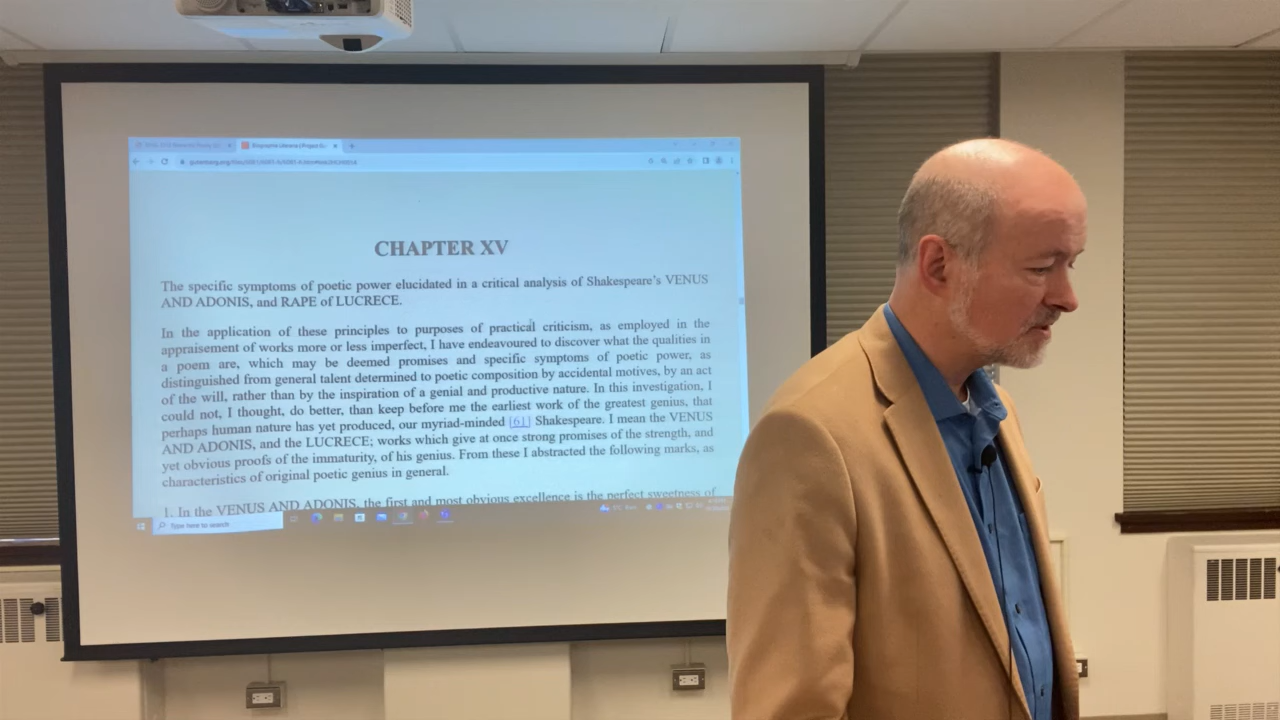 Biographia Literaria | Project Gu
CHAPTER XV
The specific symptoms of poetic power elucidated in a critical analysis of Shakespeare's VENUS
AND ADONIS, and RAPE of LUCRECE.
In the application of these principles to purposes of practical criticism, as employed in the
appraisement of works more or less imperfect, I have endeavoured to discover what the qualities in
a poem are, which may be deemed promises and specific symptoms of poetic power, as
distinguished from general talent determined to poetic composition by accidental motives, by an act
of the will, rather than by the inspiration of a genial and productive nature. In this investigation, I
could not, I thought, do better, than keep before me the earliest work of the greatest genius, that
perhaps human nature has yet produced, our myriad-minded [61] Shakespeare. I mean the VENUS
AND ADONIS, and the LUCRECE; works which give at once strong promises of the strength, and
yet obvious proofs of the immaturity, of his genius. From these I abstracted the following marks, as
characteristics of original poetic genius in general.
1. In the VENUS AND ADONIS, the first and most obvious excellence is the perfect sweetness of
Type here to search